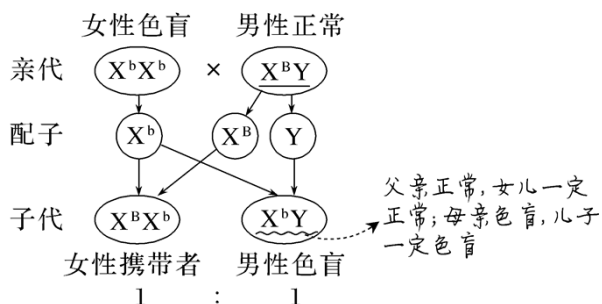 女性色盲 男性正常
亲代 XᵇXᵇ × XᴮY
配子 Xᵇ Xᴮ Y
子代 XᴮXᵇ XᵇY
女性携带者 男性色盲
1 : 1
父亲正常,女儿一定
正常;母亲色盲,儿子
一定色盲